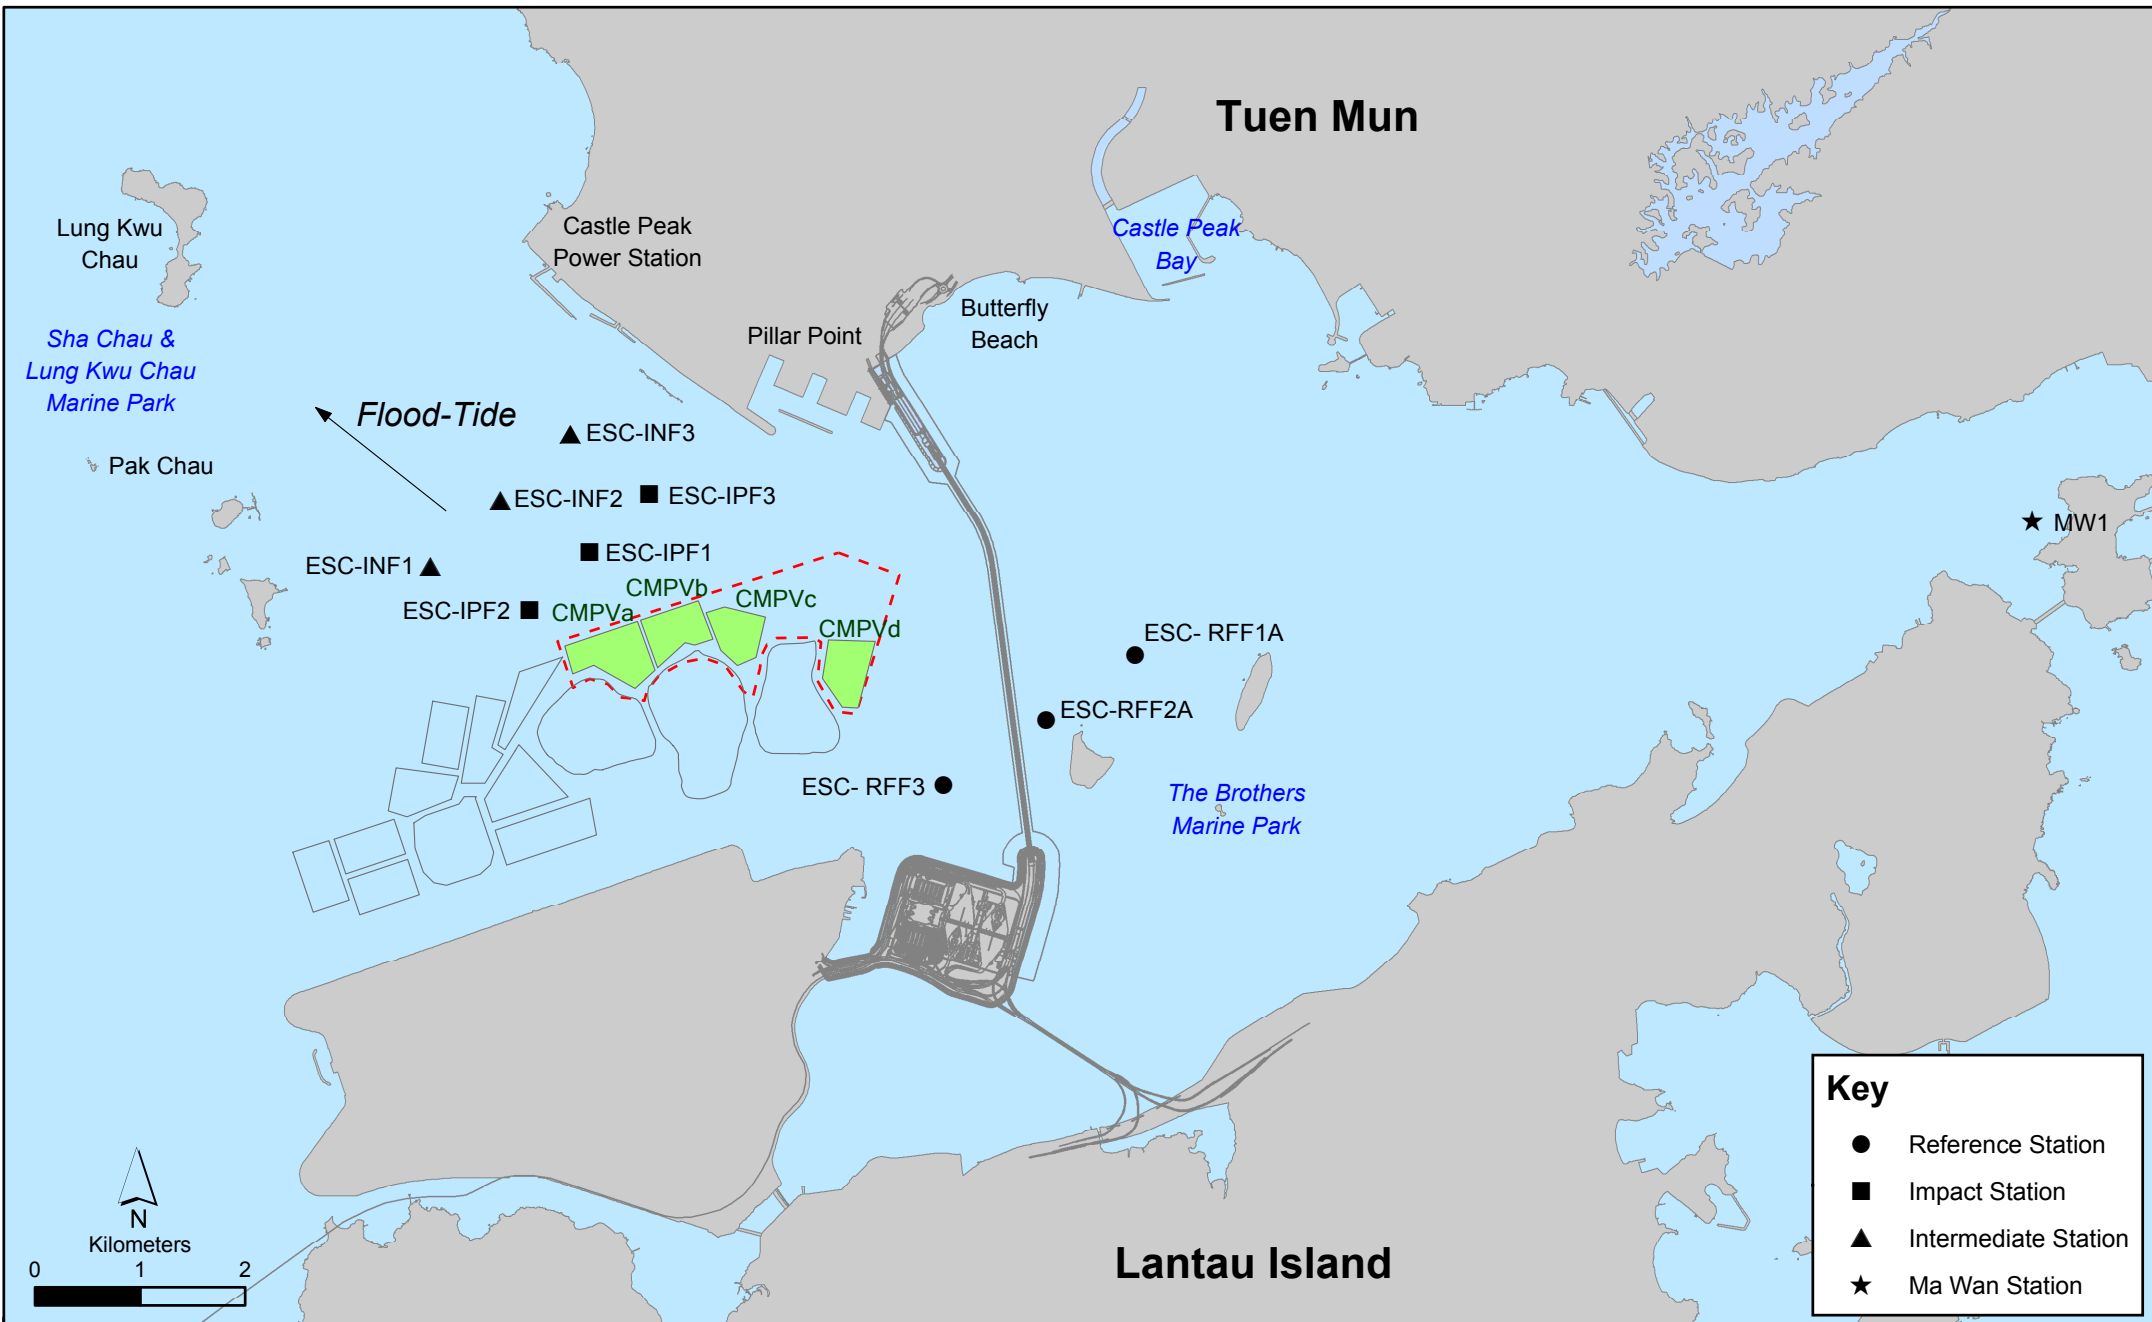 Tuen Mun
Lung Kwu
Chau
Castle Peak
Power Station
Castle Peak
Bay
Butterfly
Beach
Pillar Point
Sha Chau &
Lung Kwu Chau
Marine Park
Flood-Tide
ESC-INF3
Pak Chau
ESC-INF2
ESC-IPF3
MW1
ESC-INF1
ESC-IPF1
CMPVb
CMPVc
ESC-IPF2
CMPVa
CMPVd
ESC- RFF1A
ESC-RFF2A
ESC- RFF3
The Brothers
Marine Park
N
Kilometers
0 1 2
Lantau Island
Key
Reference Station
Impact Station
Intermediate Station
Ma Wan Station